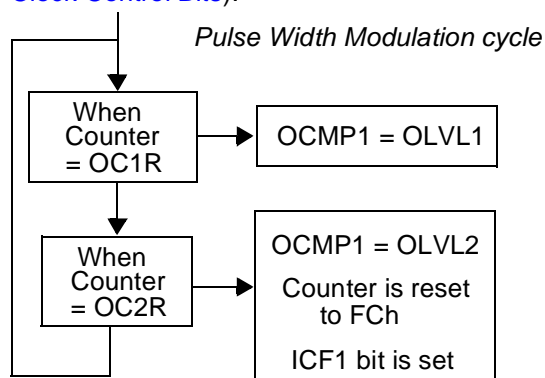 Clock Control Bits).
Pulse Width Modulation cycle
When
Counter
= OC1R
OCMP1 = OLVL1
When
Counter
= OC2R
OCMP1 = OLVL2
Counter is reset
to FCh
ICF1 bit is set